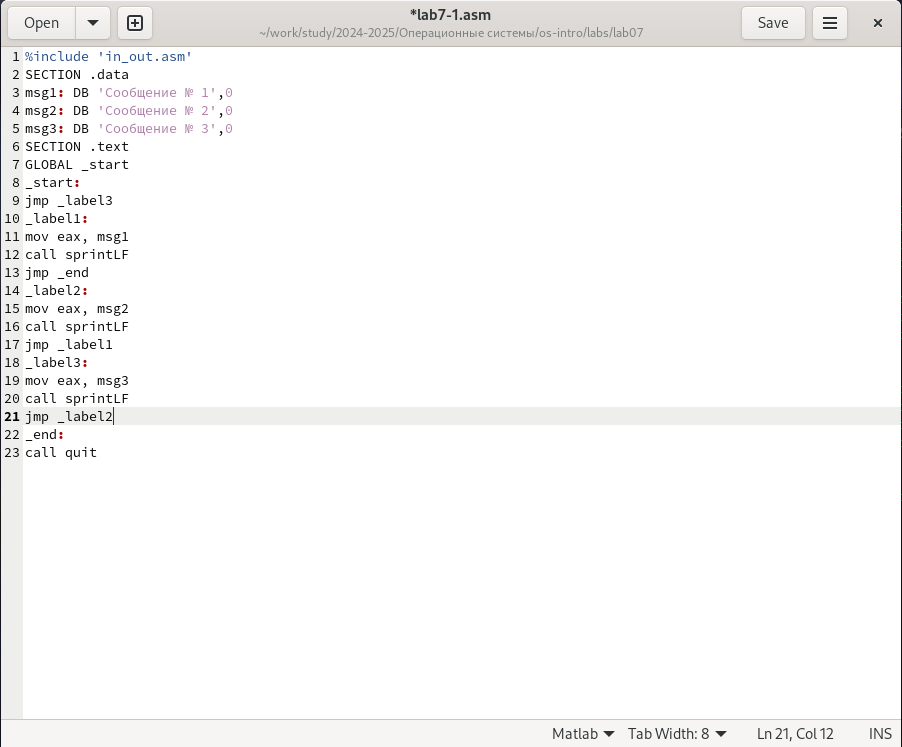 Open
*lab7-1.asm
~/work/study/2024-2025/Операционные системы/os-intro/labs/lab07
Save
1 %include 'in_out.asm'
2 SECTION .data
3 msg1: DB 'Сообщение № 1',0
4 msg2: DB 'Сообщение № 2',0
5 msg3: DB 'Сообщение № 3',0
6 SECTION .text
7 GLOBAL _start
8 _start:
9 jmp _label3
10 _label1:
11 mov eax, msg1
12 call sprintLF
13 jmp _end
14 _label2:
15 mov eax, msg2
16 call sprintLF
17 jmp _label1
18 _label3:
19 mov eax, msg3
20 call sprintLF
21 jmp _label2
22 _end:
23 call quit
Matlab Tab Width: 8 Ln 21, Col 12 INS